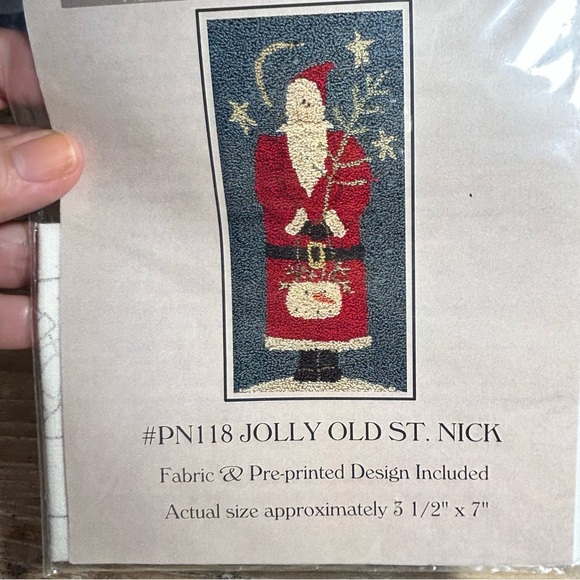 #PN118 JOLLY OLD ST. NICK
Fabric & Pre-printed Design Included
Actual size approximately 3 1/2" x 7"